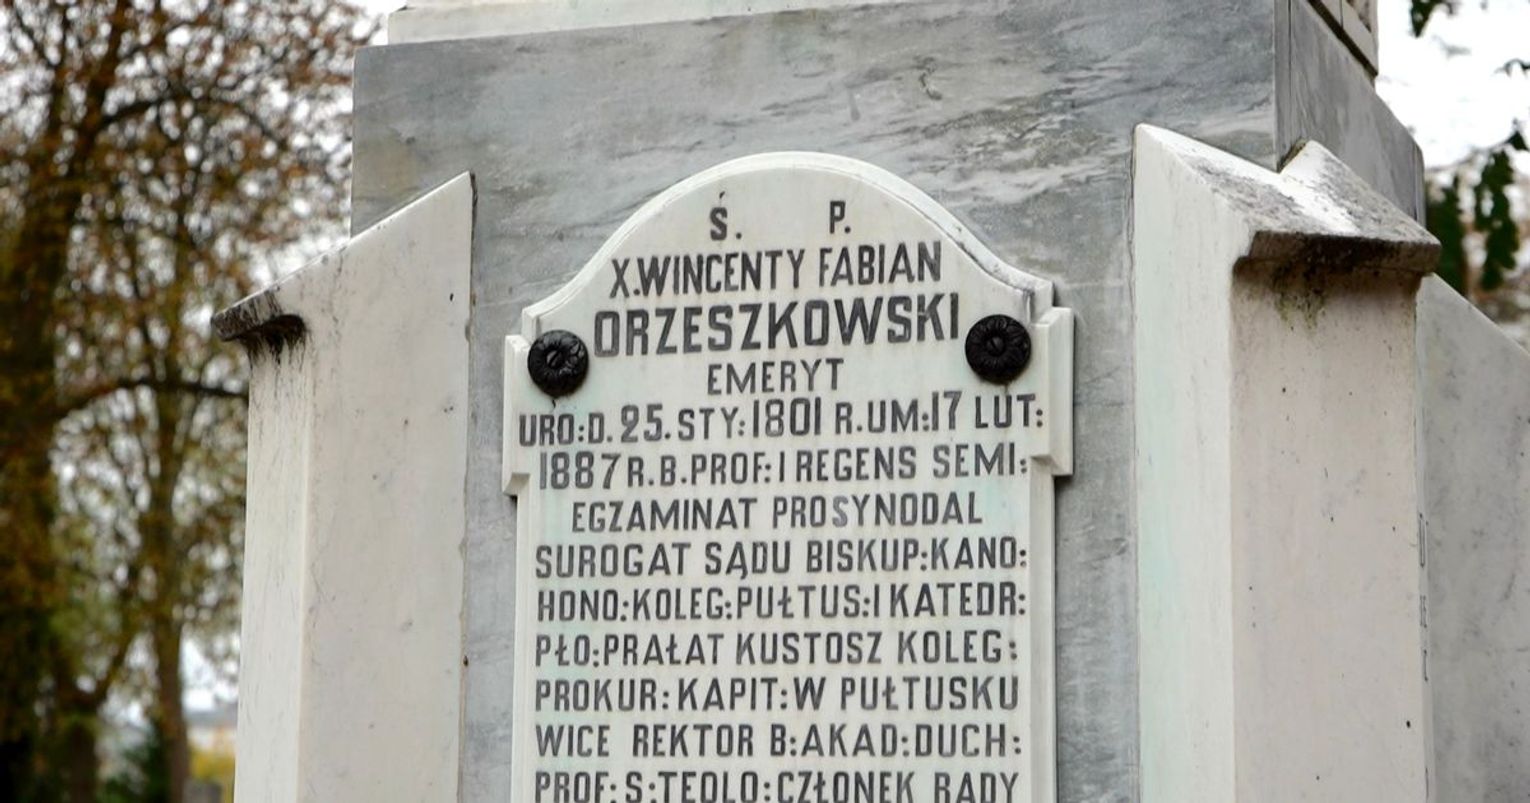 Ś. P.
X.WINCENTY FABIAN
ORZESZKOWSKI
EMERYT
URO:D. 25. STY: 1801 R. UM: 17 LUT:
1887 R. B. PROF: I REGENS SEMI:
EGZAMINAT PROSYNODAL
SUROGAT SĄDU BISKUP: KANO:
HONO: KOLEG: PUŁTUS: I KATEDR:
PŁO: PRAŁAT KUSTOSZ KOLEG:
PROKUR: KAPIT: W PUŁTUSKU
WICE REKTOR B: AKAD: DUCH:
PROF: S: TEOLO: CZŁONEK RADY